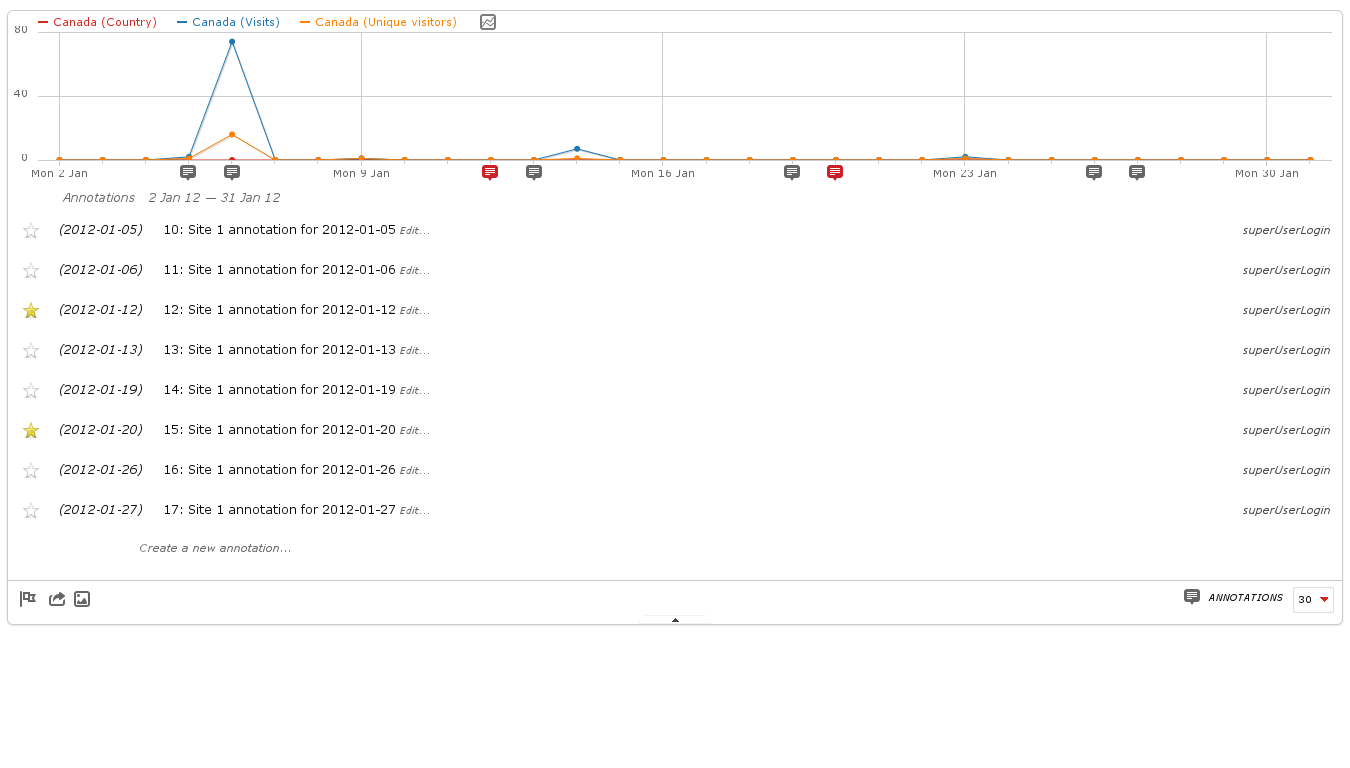 Canada (Country) Canada (Visits) Canada (Unique visitors)
80
40
0
Mon 2 Jan Mon 9 Jan Mon 16 Jan Mon 23 Jan Mon 30 Jan
Annotations 2 Jan 12 — 31 Jan 12
(2012-01-05) 10: Site 1 annotation for 2012-01-05 Edit... superUserLogin
(2012-01-06) 11: Site 1 annotation for 2012-01-06 Edit... superUserLogin
(2012-01-12) 12: Site 1 annotation for 2012-01-12 Edit... superUserLogin
(2012-01-13) 13: Site 1 annotation for 2012-01-13 Edit... superUserLogin
(2012-01-19) 14: Site 1 annotation for 2012-01-19 Edit... superUserLogin
(2012-01-20) 15: Site 1 annotation for 2012-01-20 Edit... superUserLogin
(2012-01-26) 16: Site 1 annotation for 2012-01-26 Edit... superUserLogin
(2012-01-27) 17: Site 1 annotation for 2012-01-27 Edit... superUserLogin
Create a new annotation...
ANNOTATIONS 30